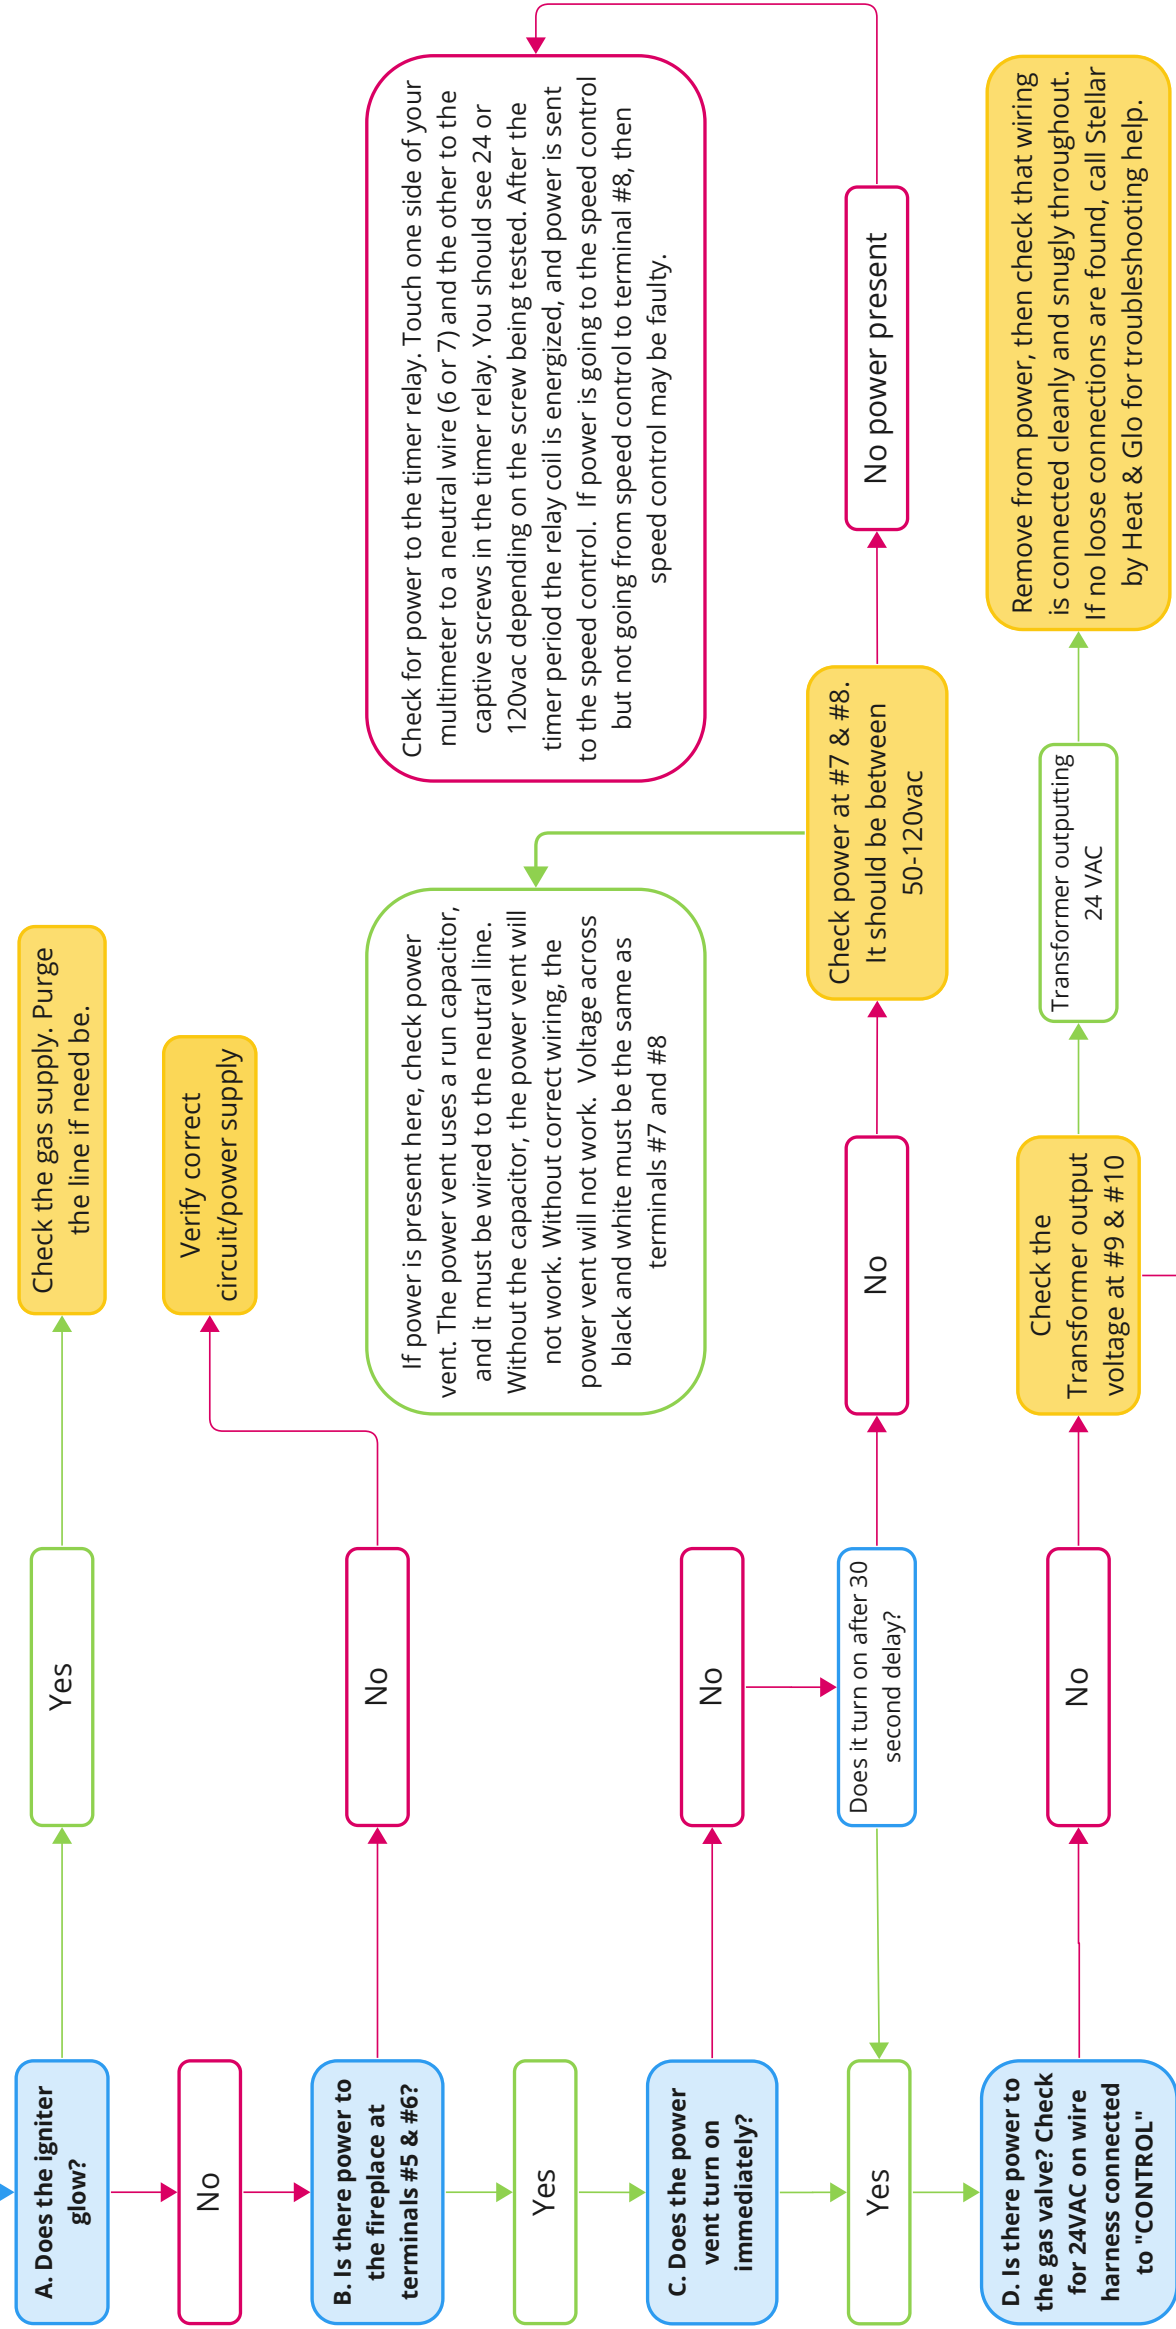 A. Does the igniter
glow?
Yes
Check the gas supply. Purge
the line if need be.
No
B. Is there power to
the fireplace at
terminals #5 & #6?
No
Verify correct
circuit/power supply
Yes
C. Does the power
vent turn on
immediately?
No
Does it turn on after 30
second delay?
No
Check power at #7 & #8.
It should be between
50-120vac
If power is present here, check power
vent. The power vent uses a run capacitor,
and it must be wired to the neutral line.
Without the capacitor, the power vent will
not work. Without correct wiring, the
power vent will not work. Voltage across
black and white must be the same as
terminals #7 and #8
No power present
Check for power to the timer relay. Touch one side of your
multimeter to a neutral wire (6 or 7) and the other to the
captive screws in the timer relay. You should see 24 or
120vac depending on the screw being tested. After the
timer period the relay coil is energized, and power is sent
to the speed control. If power is going to the speed control
but not going from speed control to terminal #8, then
speed control may be faulty.
Yes
D. Is there power to
the gas valve? Check
for 24VAC on wire
harness connected
to "CONTROL"
No
Check the
Transformer output
voltage at #9 & #10
Transformer outputting
24 VAC
Remove from power, then check that wiring
is connected cleanly and snugly throughout.
If no loose connections are found, call Stellar
by Heat & Glo for troubleshooting help.